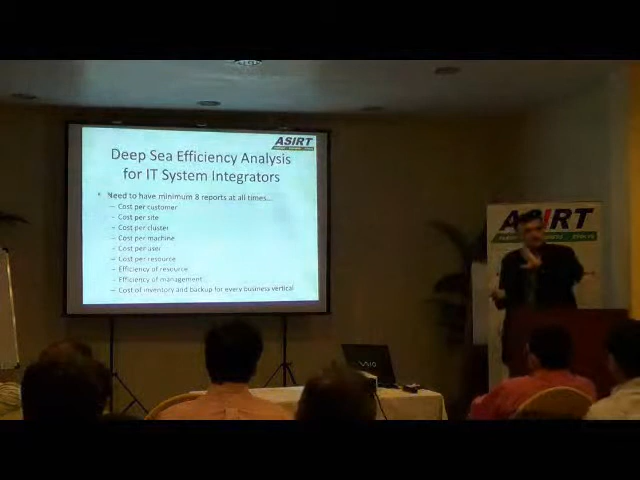 ASIRT
Deep Sea Efficiency Analysis
for IT System Integrators
• Need to have minimum 8 reports at all times…
– Cost per customer
– Cost per site
– Cost per cluster
– Cost per machine
– Cost per user
– Cost per resource
– Efficiency of resource
– Efficiency of management
– Cost of inventory and backup for every business vertical
ASIRT
VAIO